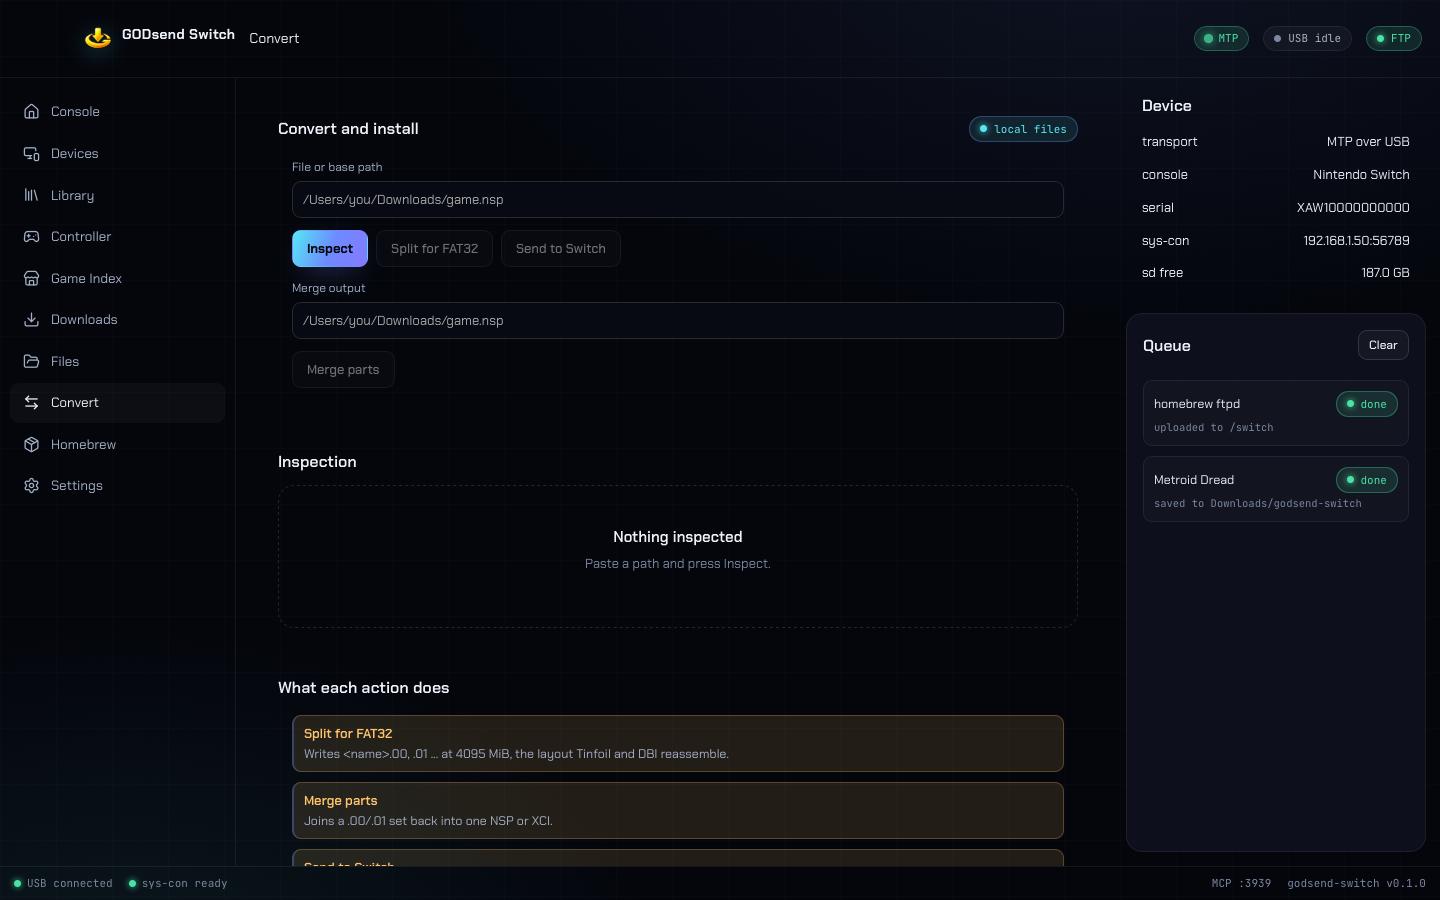 GODsend Switch
Convert
MTP
USB idle
FTP
Console
Devices
Library
Controller
Game Index
Downloads
Files
Convert
Homebrew
Settings
Convert and install
local files
File or base path
/Users/you/Downloads/game.nsp
Inspect
Split for FAT32
Send to Switch
Merge output
/Users/you/Downloads/game.nsp
Merge parts
Inspection
Nothing inspected
Paste a path and press Inspect.
What each action does
Split for FAT32
Writes <name>.00, .01 … at 4095 MiB, the layout Tinfoil and DBI reassemble.
Merge parts
Joins a .00/.01 set back into one NSP or XCI.
Send to Switch
Device
transport MTP over USB
console Nintendo Switch
serial XAW10000000000
sys-con 192.168.1.50:56789
sd free 187.0 GB
Queue
Clear
homebrew ftpd
done
uploaded to /switch
Metroid Dread
done
saved to Downloads/godsend-switch
USB connected
sys-con ready
MCP :3939
godsend-switch v0.1.0